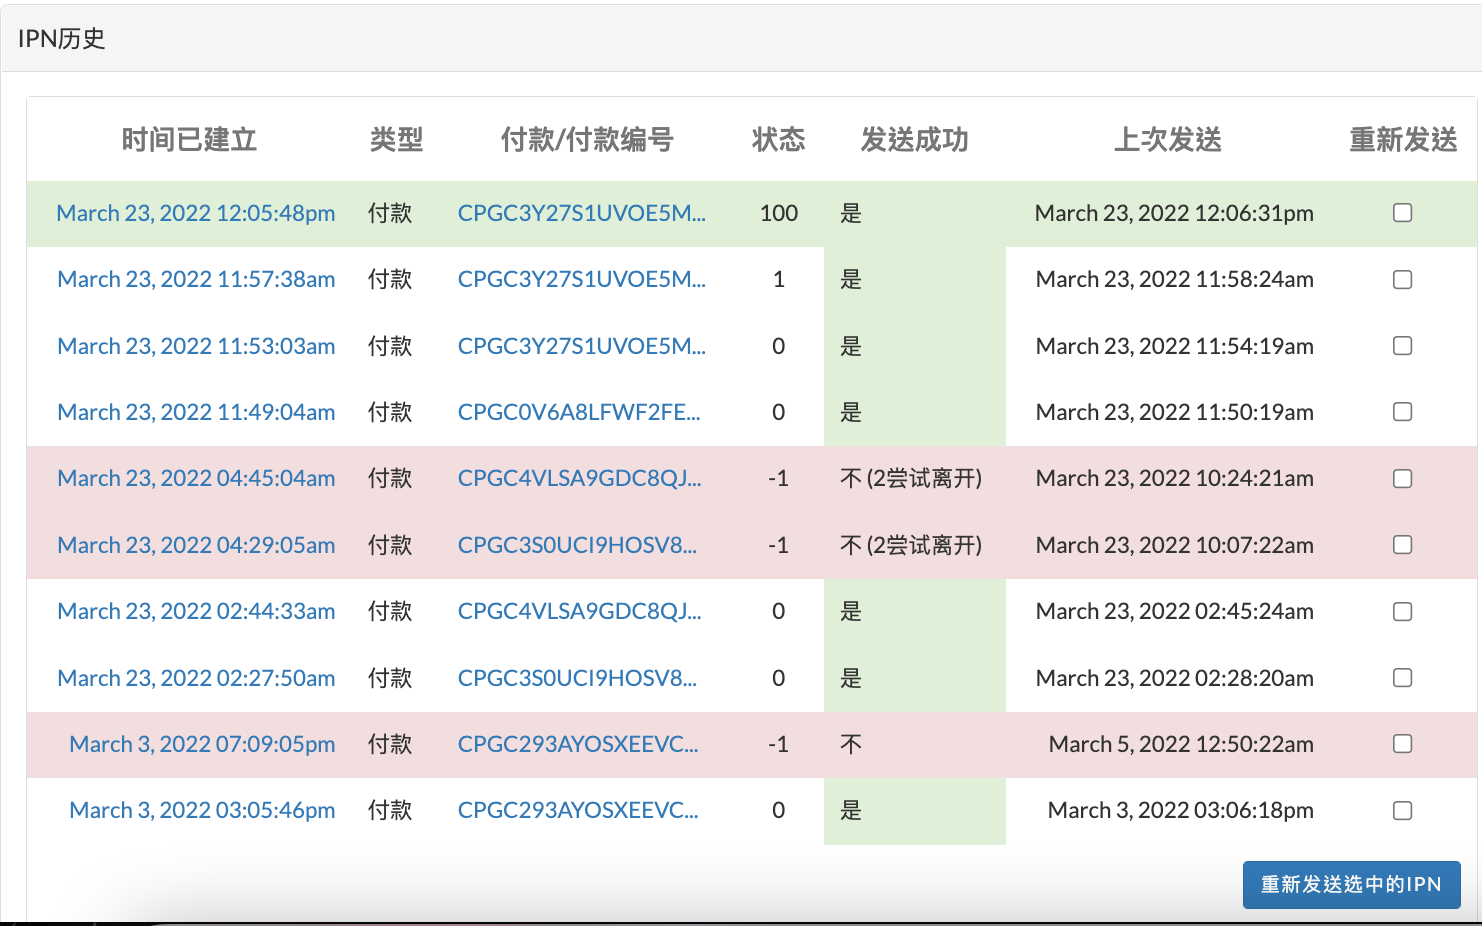 IPN历史
时间已建立 类型 付款/付款编号 状态 发送成功 上次发送 重新发送
March 23, 2022 12:05:48pm 付款 CPGC3Y27S1UVOE5M... 100 是 March 23, 2022 12:06:31pm
March 23, 2022 11:57:38am 付款 CPGC3Y27S1UVOE5M... 1 是 March 23, 2022 11:58:24am
March 23, 2022 11:53:03am 付款 CPGC3Y27S1UVOE5M... 0 是 March 23, 2022 11:54:19am
March 23, 2022 11:49:04am 付款 CPGC0V6A8LFWF2FE... 0 是 March 23, 2022 11:50:19am
March 23, 2022 04:45:04am 付款 CPGC4VLSA9GDC8QJ... -1 不 (2尝试离开) March 23, 2022 10:24:21am
March 23, 2022 04:29:05am 付款 CPGC3S0UCI9HOSV8... -1 不 (2尝试离开) March 23, 2022 10:07:22am
March 23, 2022 02:44:33am 付款 CPGC4VLSA9GDC8QJ... 0 是 March 23, 2022 02:45:24am
March 23, 2022 02:27:50am 付款 CPGC3S0UCI9HOSV8... 0 是 March 23, 2022 02:28:20am
March 3, 2022 07:09:05pm 付款 CPGC293AYOSXEEVC... -1 不 March 5, 2022 12:50:22am
March 3, 2022 03:05:46pm 付款 CPGC293AYOSXEEVC... 0 是 March 3, 2022 03:06:18pm
重新发送选中的IPN